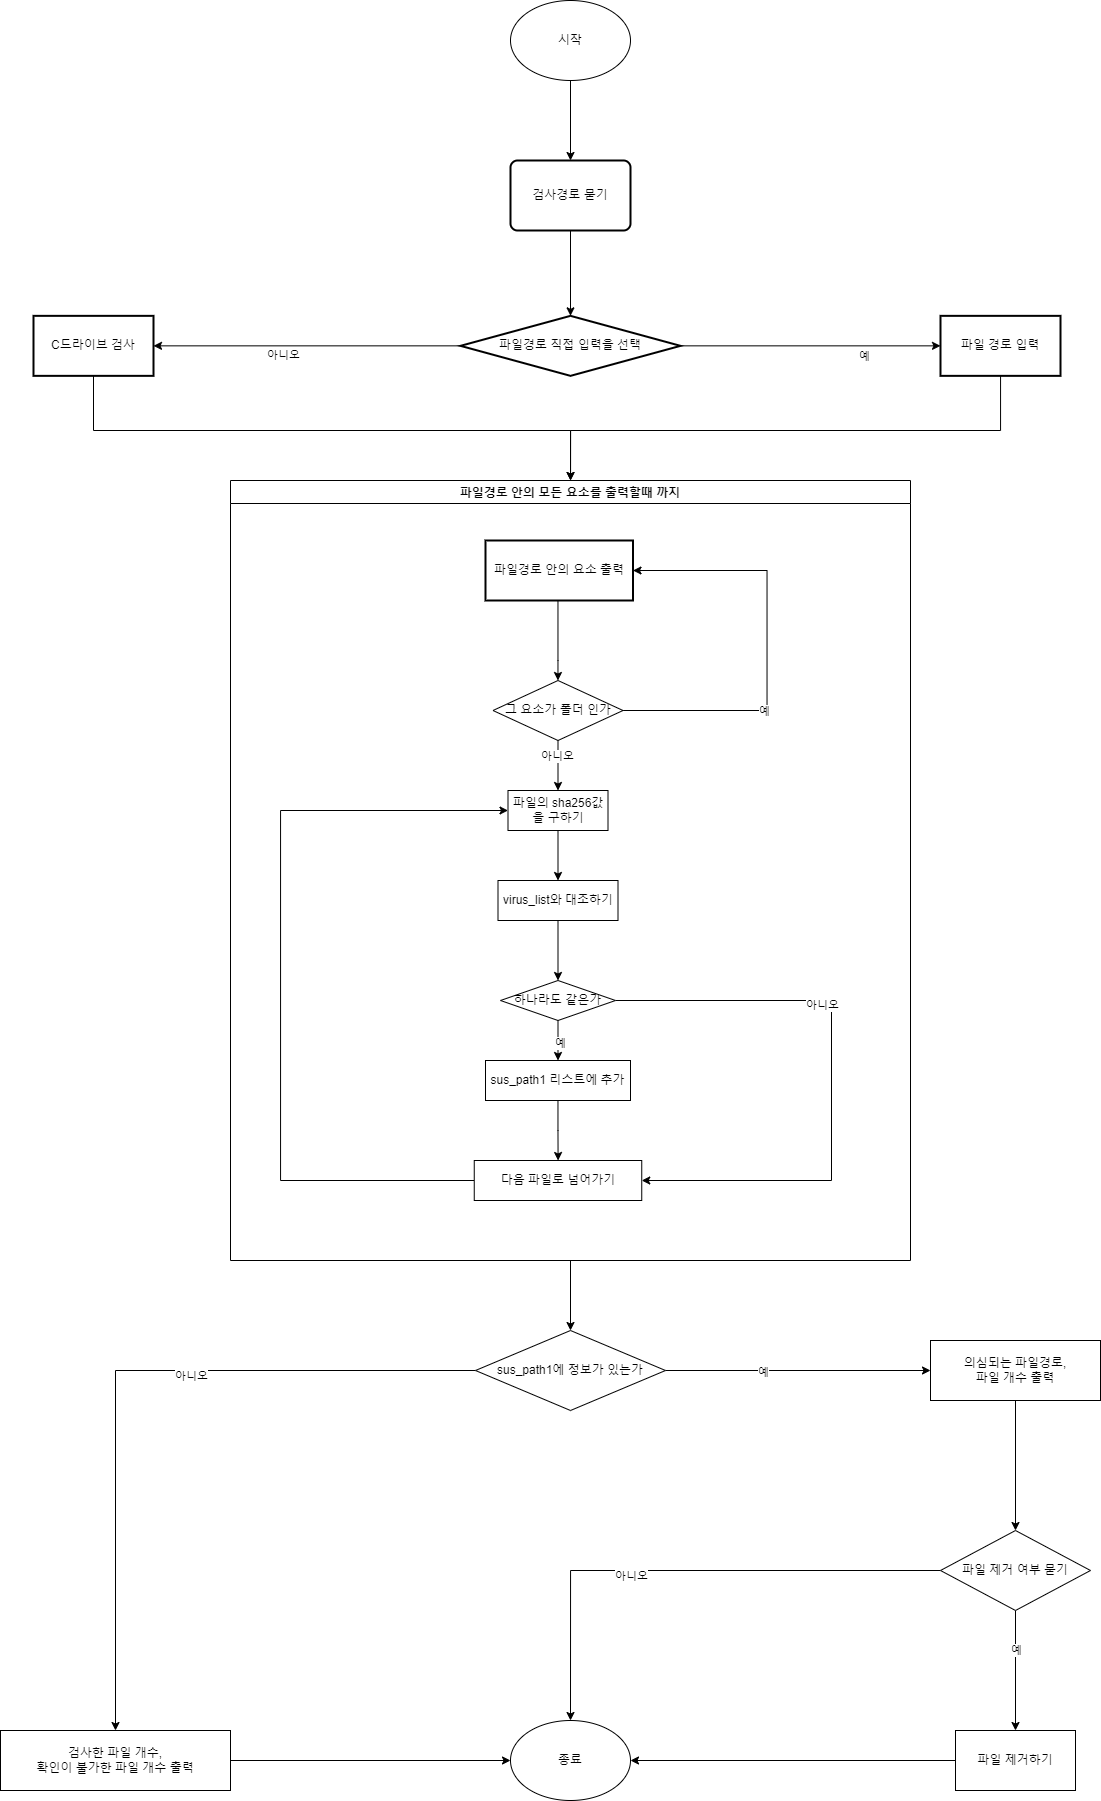 시작
검사경로 묻기
파일경로 직접 입력을 선택
C드라이브 검사
아니오
예
파일 경로 입력
파일경로 안의 모든 요소를 출력할때 까지
파일경로 안의 요소 출력
그 요소가 폴더 인가
예
아니오
파일의 sha256값
을 구하기
virus_list와 대조하기
하나라도 같은가
아니오
예
sus_path1 리스트에 추가
다음 파일로 넘어가기
sus_path1에 정보가 있는가
아니오
예
의심되는 파일경로,
파일 개수 출력
파일 제거 여부 묻기
아니오
예
검사한 파일 개수,
확인이 불가한 파일 개수 출력
종료
파일 제거하기